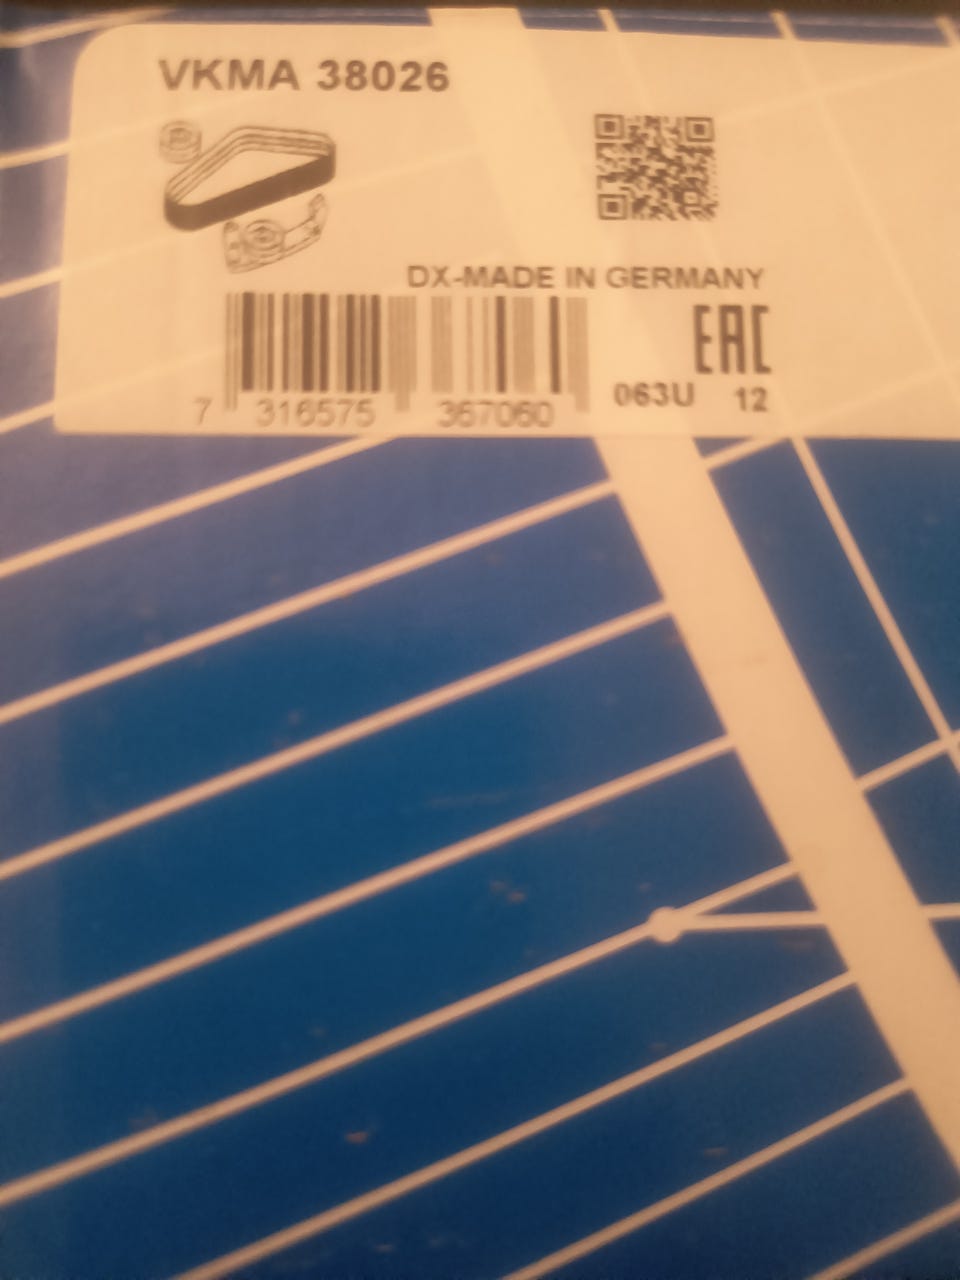 VKMA 38026
DX-MADE IN GERMANY
EAC
063U 12
7 316575 367060